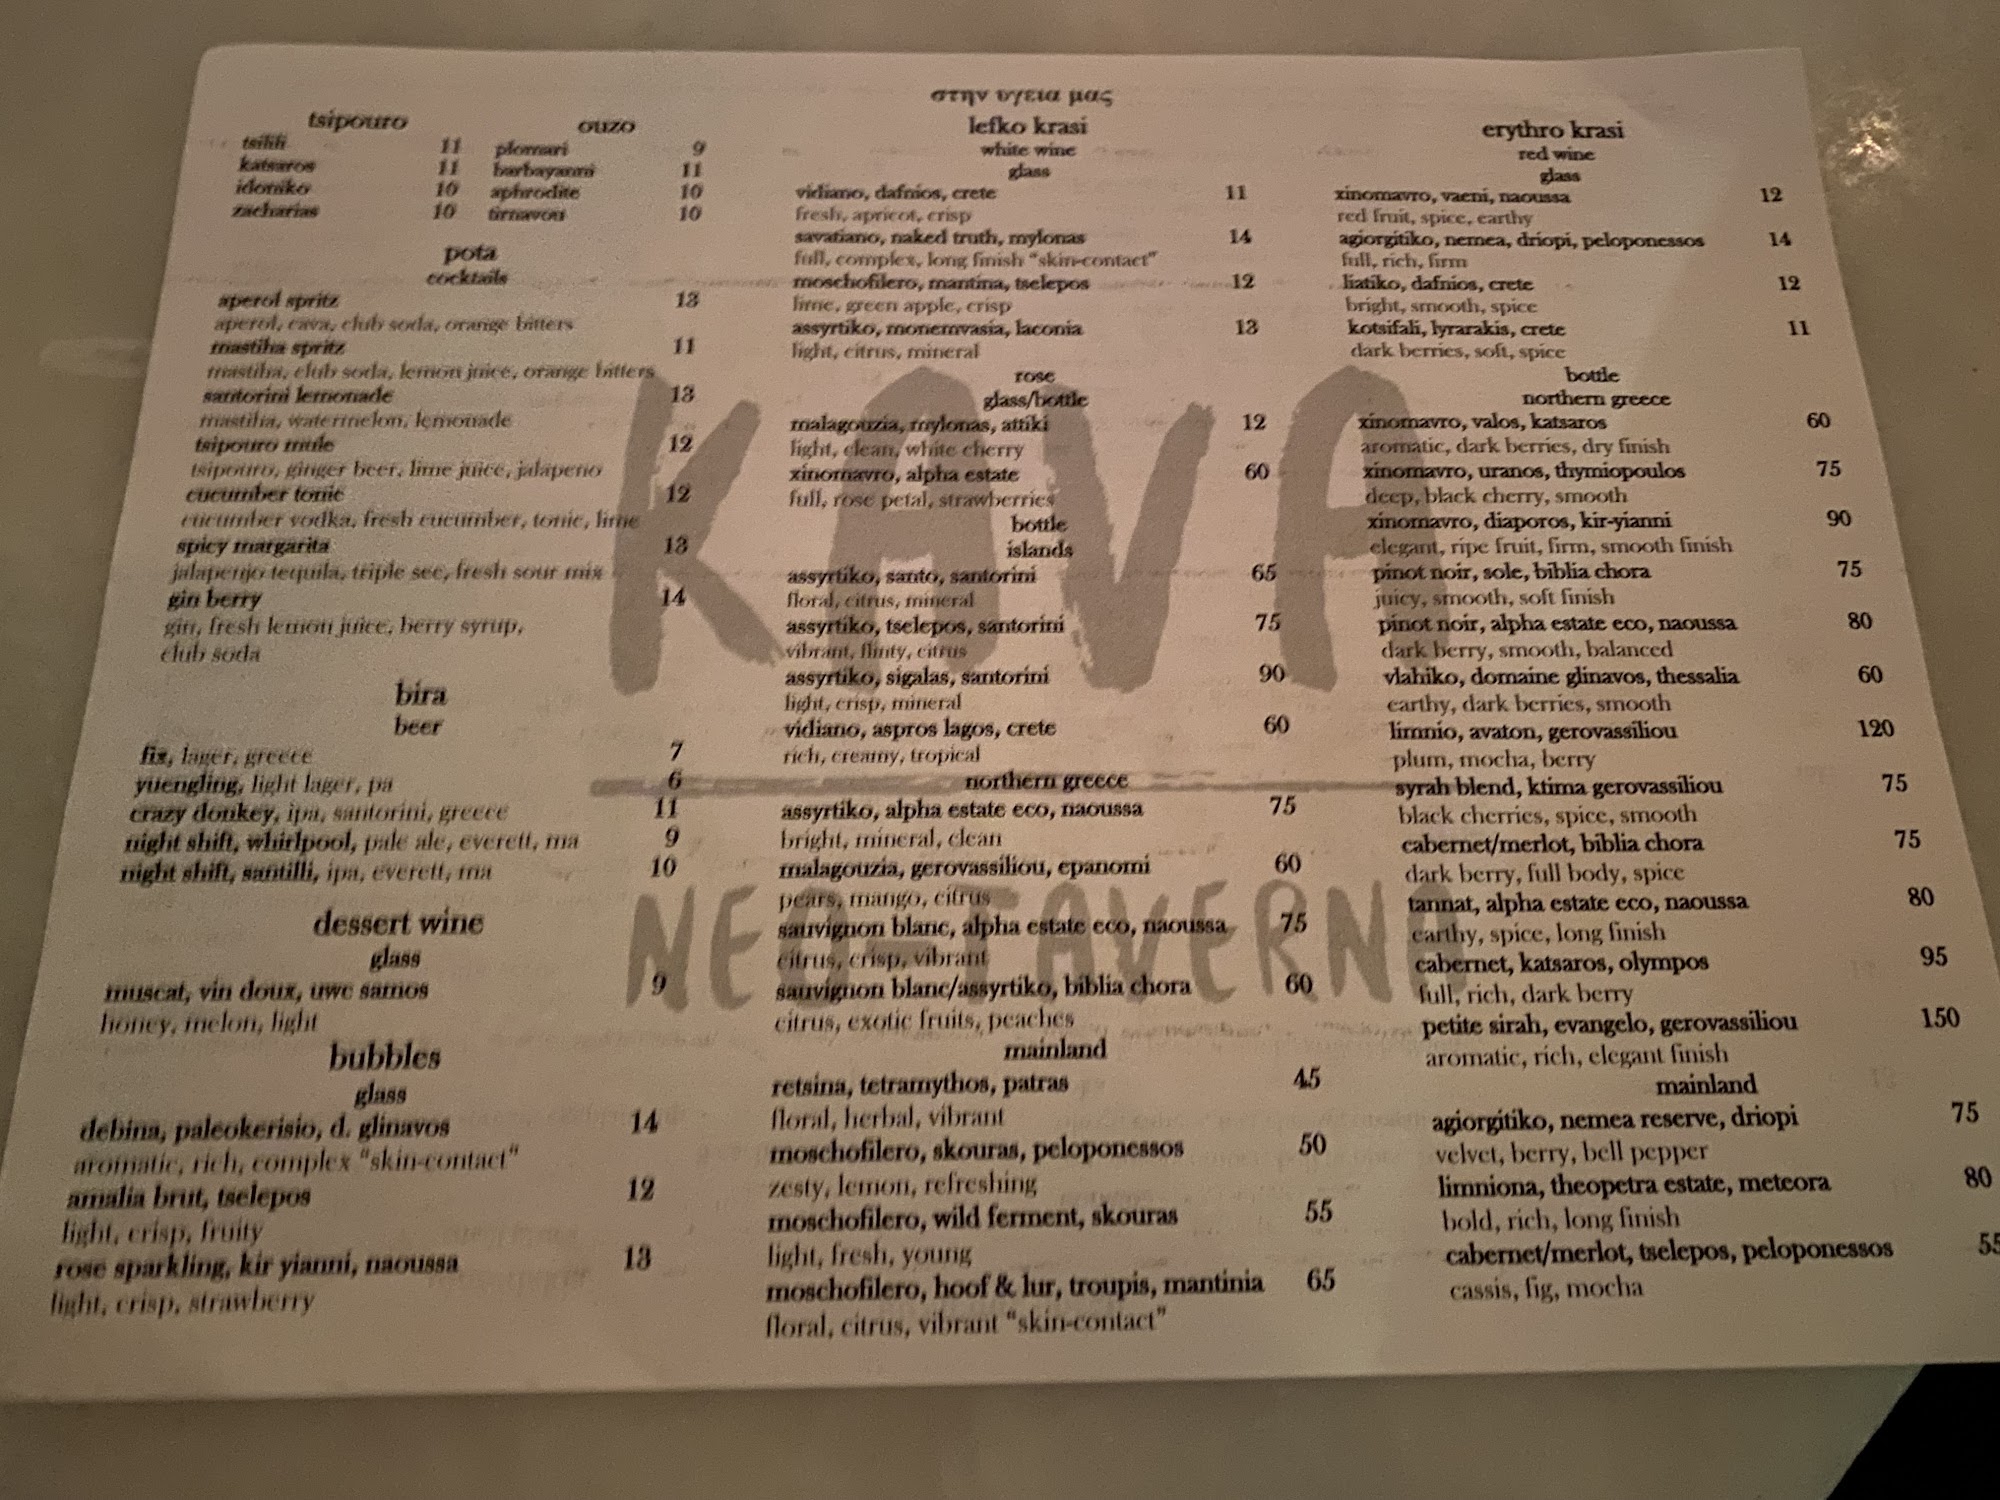 στην υγεια μας
tsipouro
tsilili 11
katsaros 11
idoniko 10
zacharias 10
ouzo
plomari 9
barbayanni 11
aphrodite 10
tirnavou 10
pota
cocktails
aperol spritz 13
aperol, cava, club soda, orange bitters
mastiha spritz 11
mastiha, club soda, lemon juice, orange bitters
santorini lemonade 13
mastiha, watermelon, lemonade
tsipouro mule 12
tsipouro, ginger beer, lime juice, jalapeno
cucumber tonic 12
cucumber vodka, fresh cucumber, tonic, lime
spicy margarita 13
jalapenjo tequila, triple sec, fresh sour mix
gin berry 14
gin, fresh lemon juice, berry syrup,
club soda
bira
beer
fix, lager, greece 7
yuengling, light lager, pa 6
crazy donkey, ipa, santorini, greece 11
night shift, whirlpool, pale ale, everett, ma 9
night shift, santilli, ipa, everett, ma 10
dessert wine
glass
muscat, vin doux, uwc samos 9
honey, melon, light
bubbles
glass
debina, paleokerisio, d. glinavos 14
aromatic, rich, complex "skin-contact"
amalia brut, tselepos 12
light, crisp, fruity
rose sparkling, kir yianni, naoussa 13
light, crisp, strawberry
lefko krasi
white wine
glass
vidiano, dafnios, crete 11
fresh, apricot, crisp
savatiano, naked truth, mylonas 14
full, complex, long finish "skin-contact"
moschofilero, mantina, tselepos 12
lime, green apple, crisp
assyrtiko, monemvasia, laconia 13
light, citrus, mineral
rose
glass/bottle
malagouzia, mylonas, attiki 12
light, clean, white cherry
xinomavro, alpha estate 60
full, rose petal, strawberries
bottle
islands
assyrtiko, santo, santorini 65
floral, citrus, mineral
assyrtiko, tselepos, santorini 75
vibrant, flinty, citrus
assyrtiko, sigalas, santorini 90
light, crisp, mineral
vidiano, aspros lagos, crete 60
rich, creamy, tropical
northern greece
assyrtiko, alpha estate eco, naoussa 75
bright, mineral, clean
malagouzia, gerovassiliou, epanomi 60
pears, mango, citrus
sauvignon blanc, alpha estate eco, naoussa 75
citrus, crisp, vibrant
sauvignon blanc/assyrtiko, biblia chora 60
citrus, exotic fruits, peaches
mainland
retsina, tetramythos, patras 45
floral, herbal, vibrant
moschofilero, skouras, peloponessos 50
zesty, lemon, refreshing
moschofilero, wild ferment, skouras 55
light, fresh, young
moschofilero, hoof & lur, troupis, mantinia 65
floral, citrus, vibrant "skin-contact"
erythro krasi
red wine
glass
xinomavro, vaeni, naoussa 12
red fruit, spice, earthy
agiorgitiko, nemea, driopi, peloponessos 14
full, rich, firm
liatiko, dafnios, crete 12
bright, smooth, spice
kotsifali, lyrarakis, crete 11
dark berries, soft, spice
bottle
northern greece
xinomavro, valos, katsaros 60
aromatic, dark berries, dry finish
xinomavro, uranos, thymiopoulos 75
deep, black cherry, smooth
xinomavro, diaporos, kir-yianni 90
elegant, ripe fruit, firm, smooth finish
pinot noir, sole, biblia chora 75
juicy, smooth, soft finish
pinot noir, alpha estate eco, naoussa 80
dark berry, smooth, balanced
vlahiko, domaine glinavos, thessalia 60
earthy, dark berries, smooth
limnio, avaton, gerovassiliou 120
plum, mocha, berry
syrah blend, ktima gerovassiliou 75
black cherries, spice, smooth
cabernet/merlot, biblia chora 75
dark berry, full body, spice
tannat, alpha estate eco, naoussa 80
earthy, spice, long finish
cabernet, katsaros, olympos 95
full, rich, dark berry
petite sirah, evangelo, gerovassiliou 150
aromatic, rich, elegant finish
mainland
agiorgitiko, nemea reserve, driopi 75
velvet, berry, bell pepper
limniona, theopetra estate, meteora 80
bold, rich, long finish
cabernet/merlot, tselepos, peloponessos 55
cassis, fig, mocha
KAVA
NEO-TAVERNA